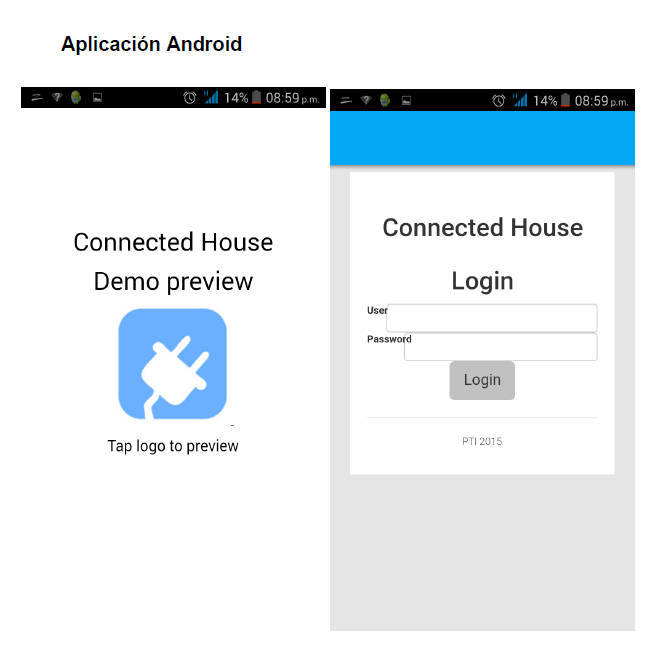 Aplicación Android
H 14% 08:59 p.m.
Connected House
Demo preview
Tap logo to preview
H 14% 08:59 p.m.
Connected House
Login
User
Password
Login
PTI 2015